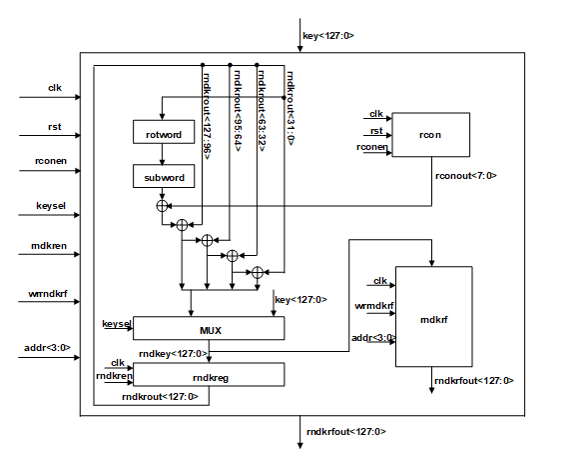 key<127:0>
clk
rst
rconen
keysel
rndkren
wrrndkrf
addr<3:0>
rndkrout<127:96>
rndkrout<95:64>
rndkrout<63:32>
rndkrout<31:0>
rotword
subword
clk
rst
rconen
rcon
rconout<7:0>
key<127:0>
keysel
MUX
rndkey<127:0>
clk
rndkren
rndkreg
rndkrout<127:0>
clk
wrrndkrf
addr<3:0>
rndkrf
rndkrfout<127:0>
rndkrfout<127:0>